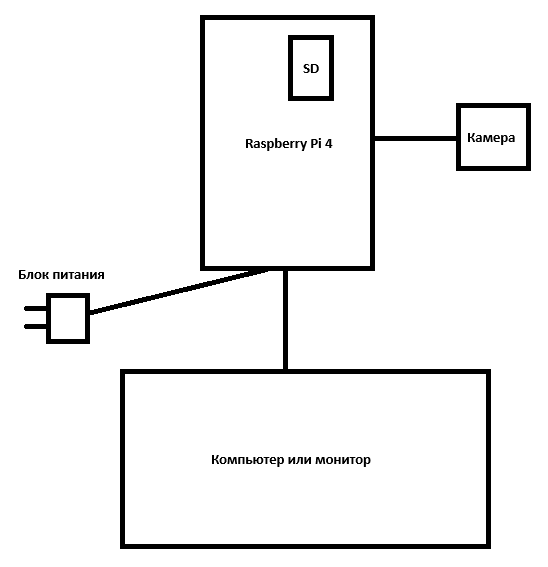 SD
Raspberry Pi 4
Камера
Блок питания
Компьютер или монитор